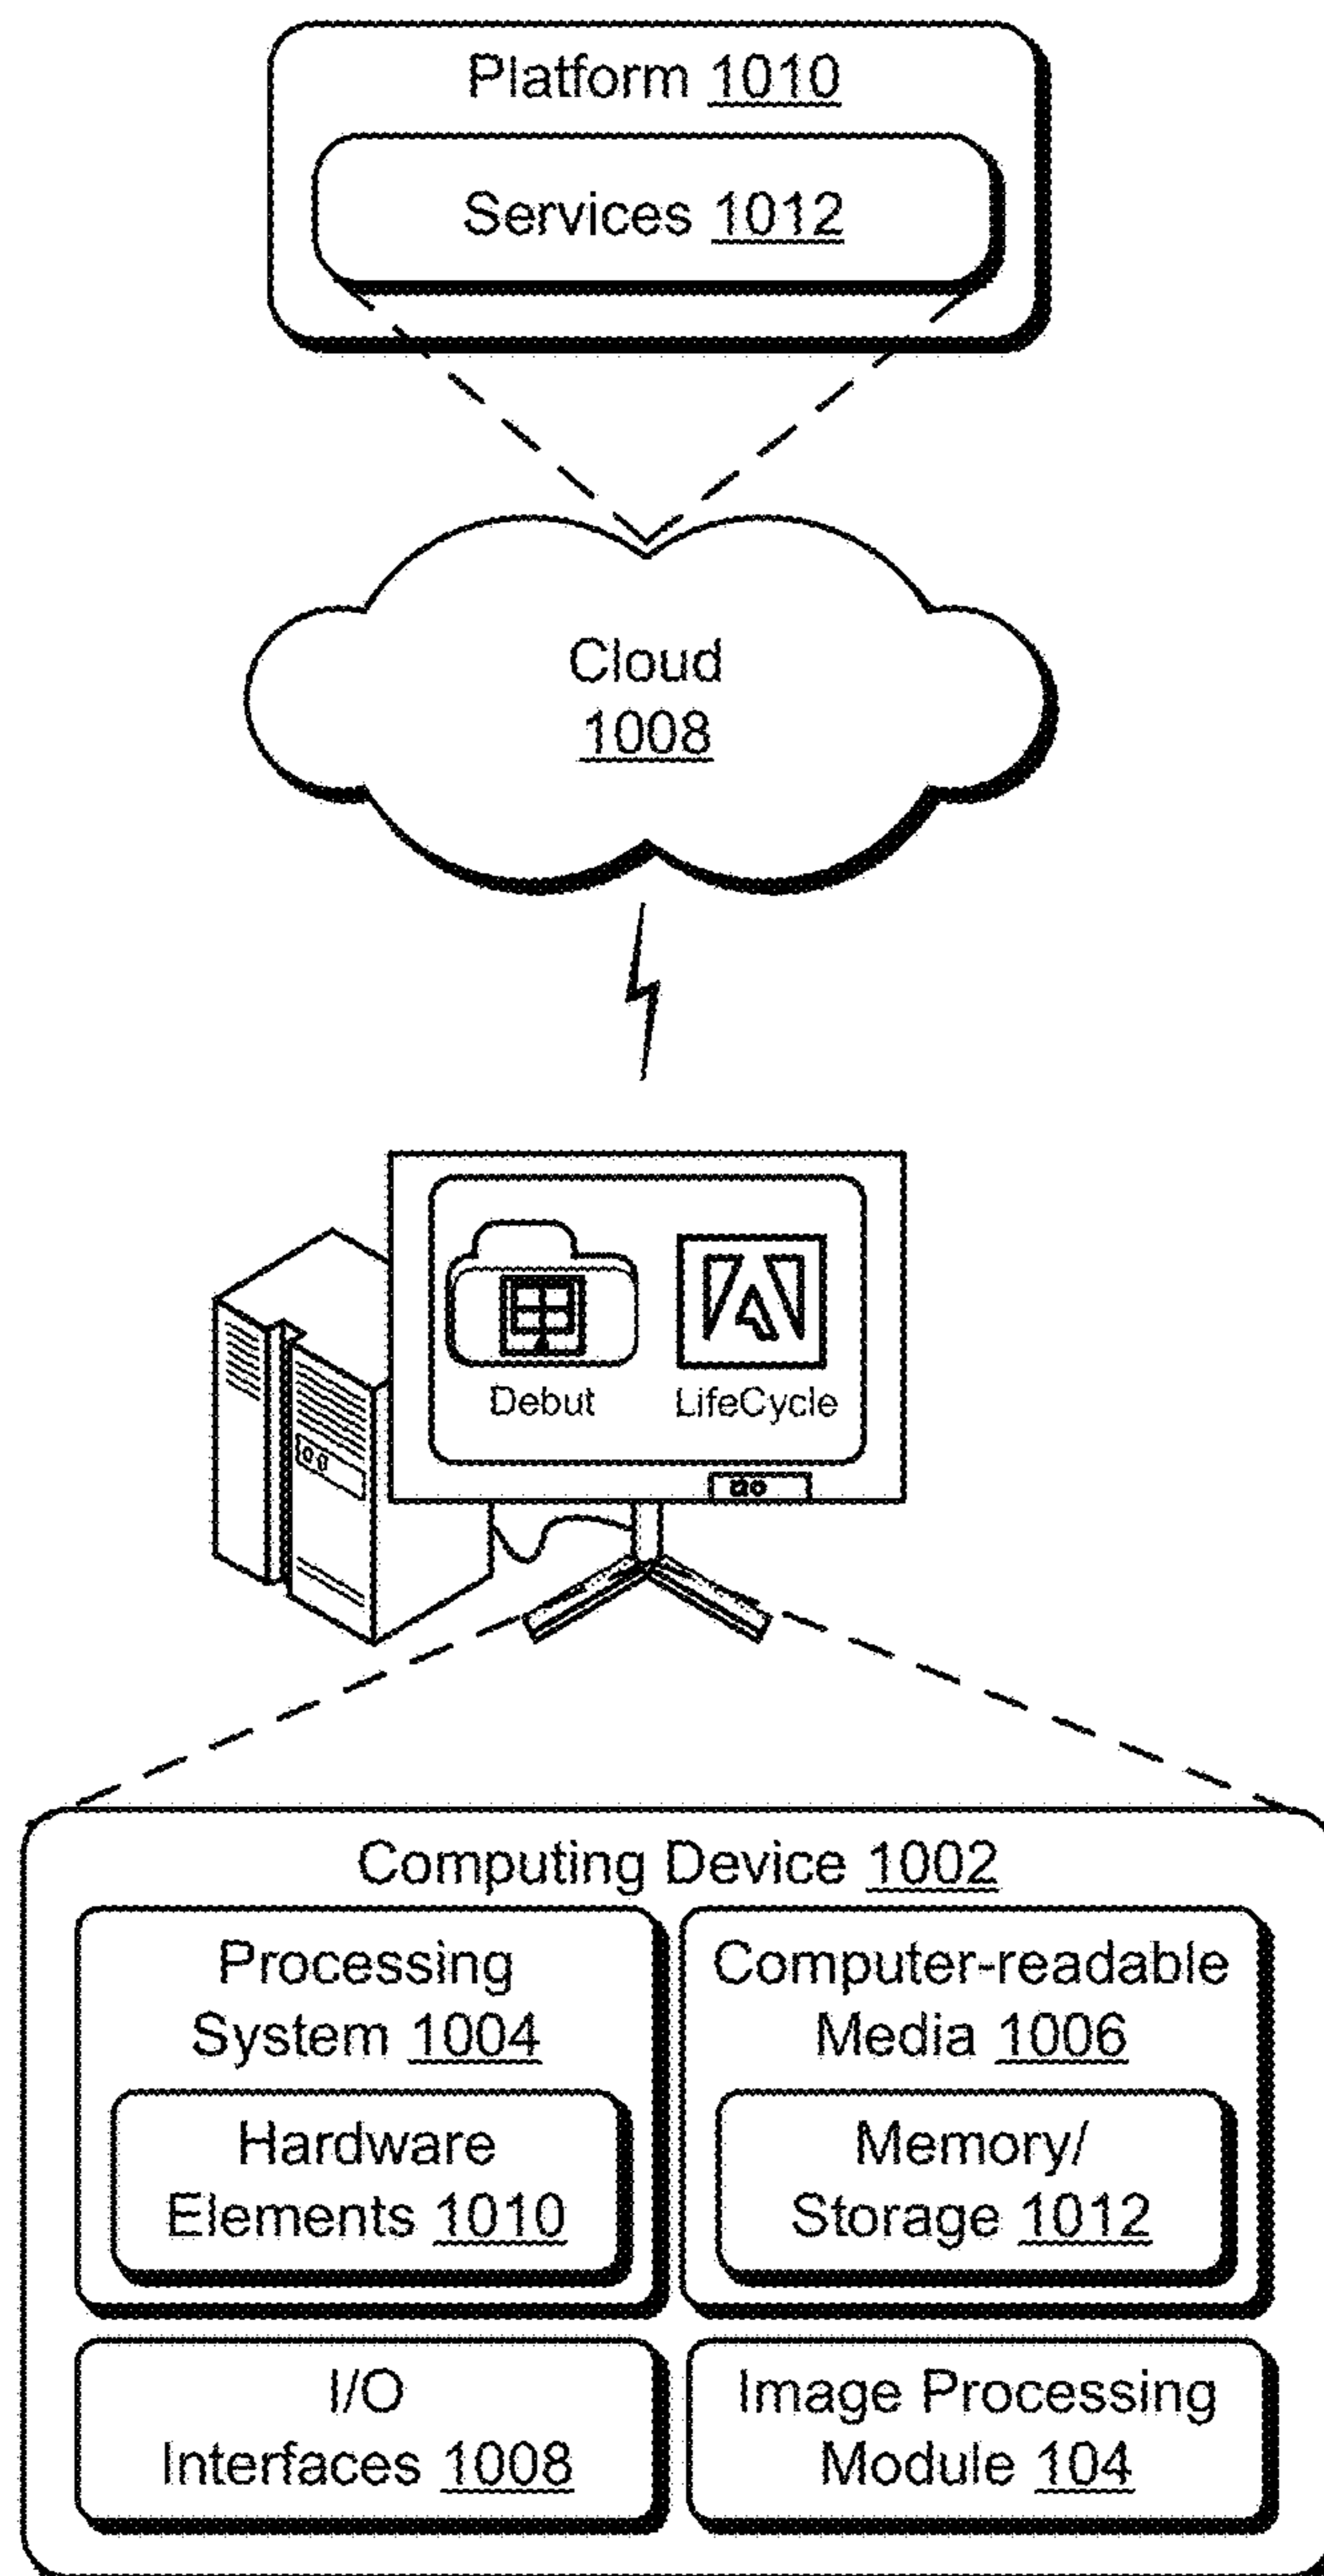 Platform 1010
Services 1012
Cloud
1008
Debut
LifeCycle
Computing Device 1002
Processing
System 1004
Hardware
Elements 1010
Computer-readable
Media 1006
Memory/
Storage 1012
I/O
Interfaces 1008
Image Processing
Module 104